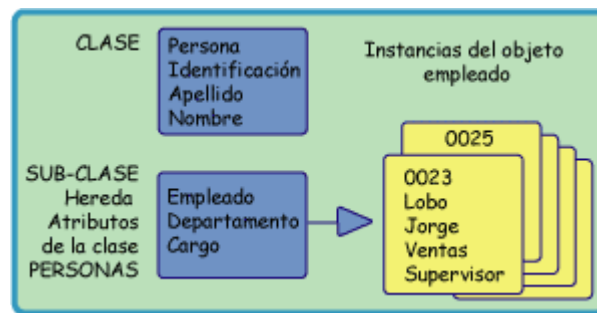 CLASE
Persona
Identificación
Apellido
Nombre
Instancias del objeto
empleado
SUB-CLASE
Hereda
Atributos
de la clase
PERSONAS
Empleado
Departamento
Cargo
0025
0023
Lobo
Jorge
Ventas
Supervisor